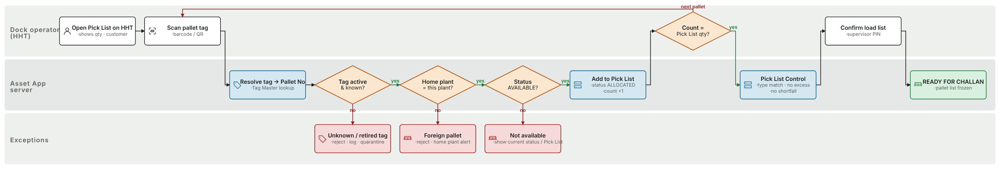 next pallet
Dock operator
(HHT)
Open Pick List on HHT
·shows qty · customer
Scan pallet tag
·barcode / QR
Count =
Pick List qty?
yes
Confirm load list
·supervisor PIN
Asset App
server
Resolve tag → Pallet No
·Tag Master lookup
Tag active
& known?
yes
Home plant
= this plant?
yes
Status
AVAILABLE?
yes
Add to Pick List
·status ALLOCATED
·count +1
Pick List Control
·type match · no excess
·no shortfall
READY FOR CHALLAN
·pallet list frozen
no
no
no
Exceptions
Unknown / retired tag
·reject · log · quarantine
Foreign pallet
·reject · home plant alert
Not available
·show current status / Pick List